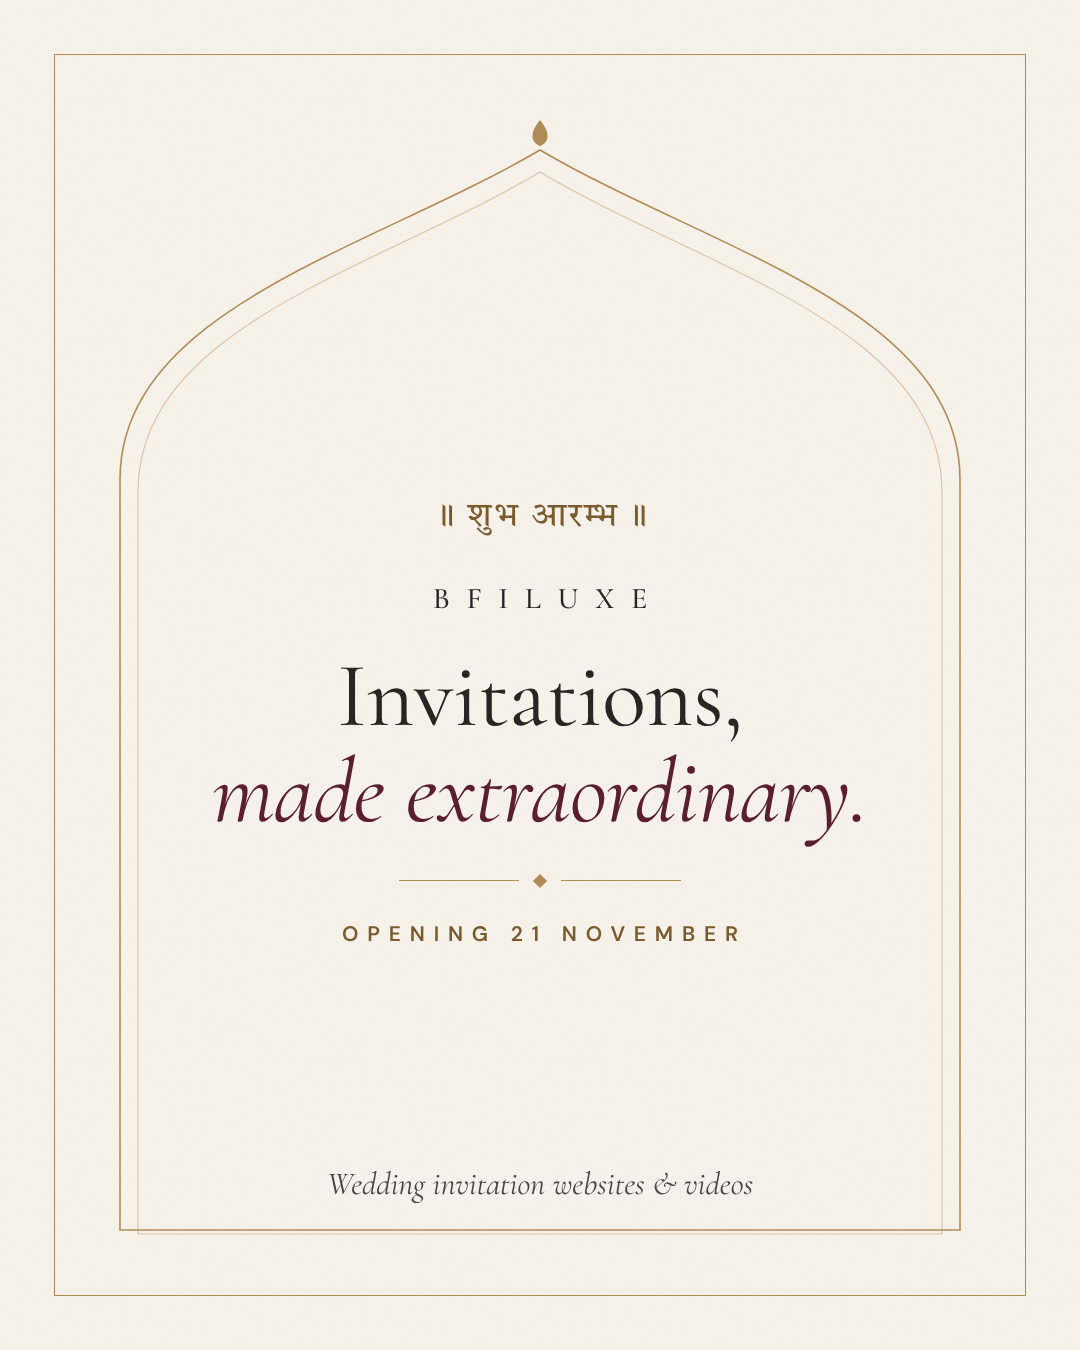 ॥ शुभ आरम्भ ॥
BFILUXE
Invitations,
made extraordinary.
OPENING 21 NOVEMBER
Wedding invitation websites & videos